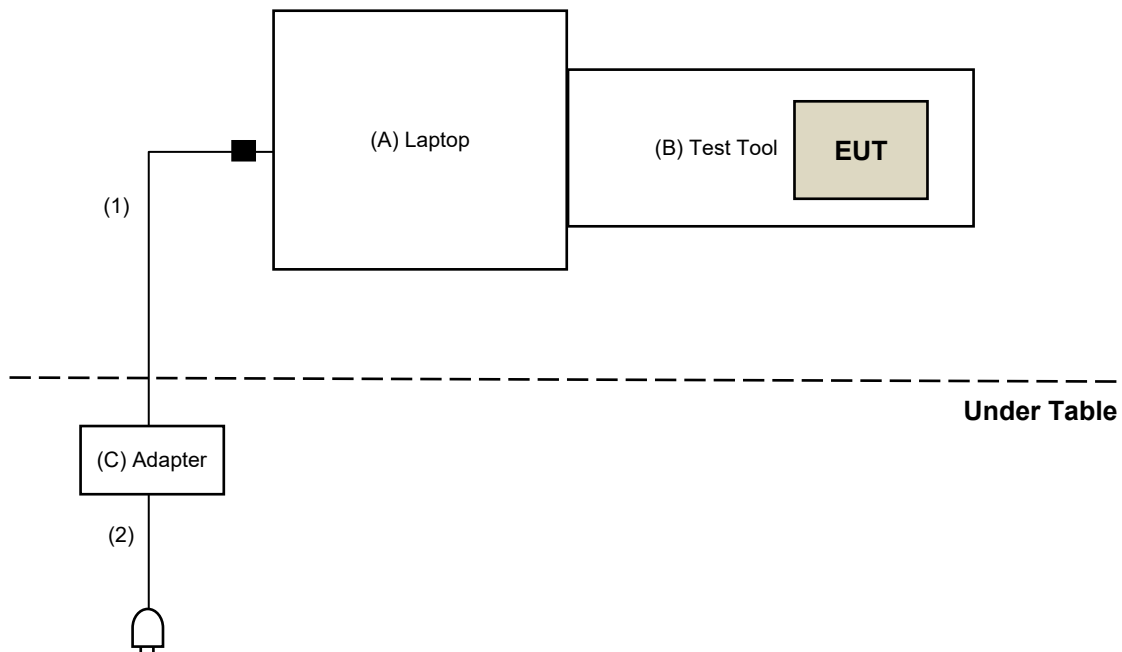 (A) Laptop
(B) Test Tool
EUT
(1)
Under Table
(C) Adapter
(2)